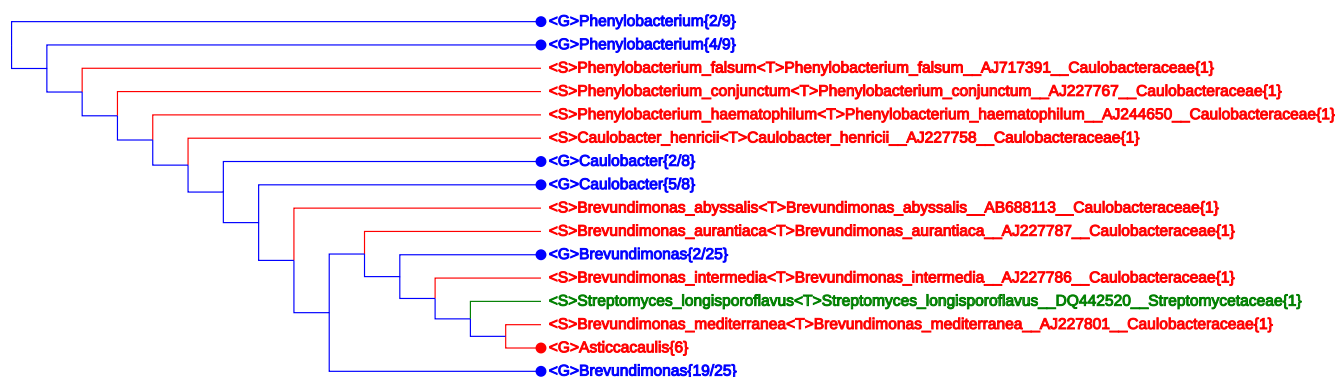 <G>Phenylobacterium{2/9}
<G>Phenylobacterium{4/9}
<S>Phenylobacterium_falsum<T>Phenylobacterium_falsum__AJ717391__Caulobacteraceae{1}
<S>Phenylobacterium_conjunctum<T>Phenylobacterium_conjunctum__AJ227767__Caulobacteraceae{1}
<S>Phenylobacterium_haematophilum<T>Phenylobacterium_haematophilum__AJ244650__Caulobacteraceae{1}
<S>Caulobacter_henricii<T>Caulobacter_henricii__AJ227758__Caulobacteraceae{1}
<G>Caulobacter{2/8}
<G>Caulobacter{5/8}
<S>Brevundimonas_abyssalis<T>Brevundimonas_abyssalis__AB688113__Caulobacteraceae{1}
<S>Brevundimonas_aurantiaca<T>Brevundimonas_aurantiaca__AJ227787__Caulobacteraceae{1}
<G>Brevundimonas{2/25}
<S>Brevundimonas_intermedia<T>Brevundimonas_intermedia__AJ227786__Caulobacteraceae{1}
<S>Streptomyces_longisporoflavus<T>Streptomyces_longisporoflavus__DQ442520__Streptomycetaceae{1}
<S>Brevundimonas_mediterranea<T>Brevundimonas_mediterranea__AJ227801__Caulobacteraceae{1}
<G>Asticcacaulis{6}
<G>Brevundimonas{19/25}